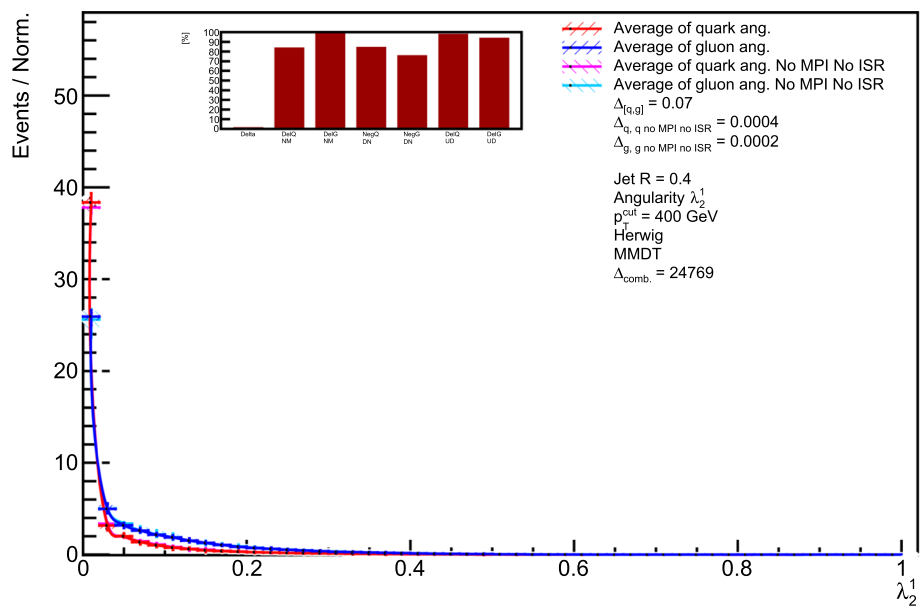 Events / Norm.
50
40
30
20
10
0
[%]
100
90
80
70
60
50
40
30
20
10
0
Delta
DelQ NM
DelG NM
NegQ DN
NegG DN
DelQ UD
DelG UD
Average of quark ang.
Average of gluon ang.
Average of quark ang. No MPI No ISR
Average of gluon ang. No MPI No ISR
Δ[q,g] = 0.07
Δq, q no MPI no ISR = 0.0004
Δg, g no MPI no ISR = 0.0002
Jet R = 0.4
Angularity λ₂¹
p_T^cut = 400 GeV
Herwig
MMDT
Δcomb. = 24769
0 0.2 0.4 0.6 0.8 1
λ₂¹